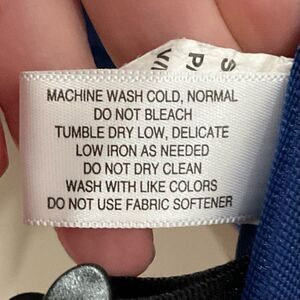 MACHINE WASH COLD, NORMAL
DO NOT BLEACH
TUMBLE DRY LOW, DELICATE
LOW IRON AS NEEDED
DO NOT DRY CLEAN
WASH WITH LIKE COLORS
DO NOT USE FABRIC SOFTENER